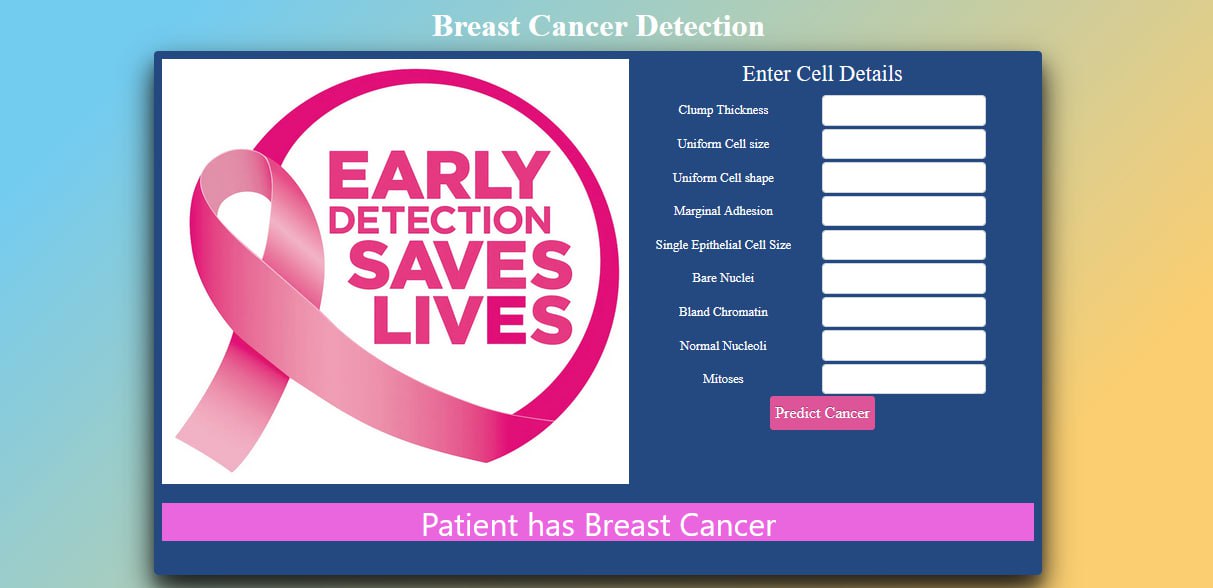 Breast Cancer Detection
EARLY
DETECTION
SAVES
LIVES
Enter Cell Details
Clump Thickness
Uniform Cell size
Uniform Cell shape
Marginal Adhesion
Single Epithelial Cell Size
Bare Nuclei
Bland Chromatin
Normal Nucleoli
Mitoses
Predict Cancer
Patient has Breast Cancer